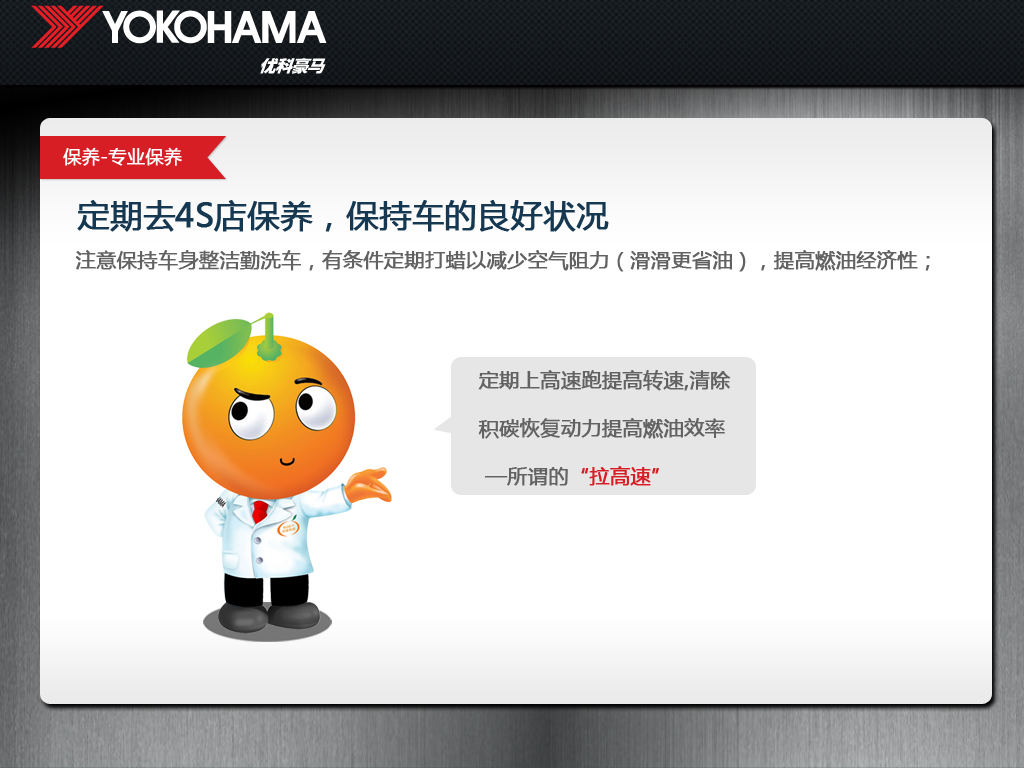 YOKOHAMA
优科豪马
保养-专业保养
定期去4S店保养，保持车的良好状况
注意保持车身整洁勤洗车，有条件定期打蜡以减少空气阻力（滑滑更省油），提高燃油经济性；
定期上高速跑提高转速,清除
积碳恢复动力提高燃油效率
—所谓的“拉高速”